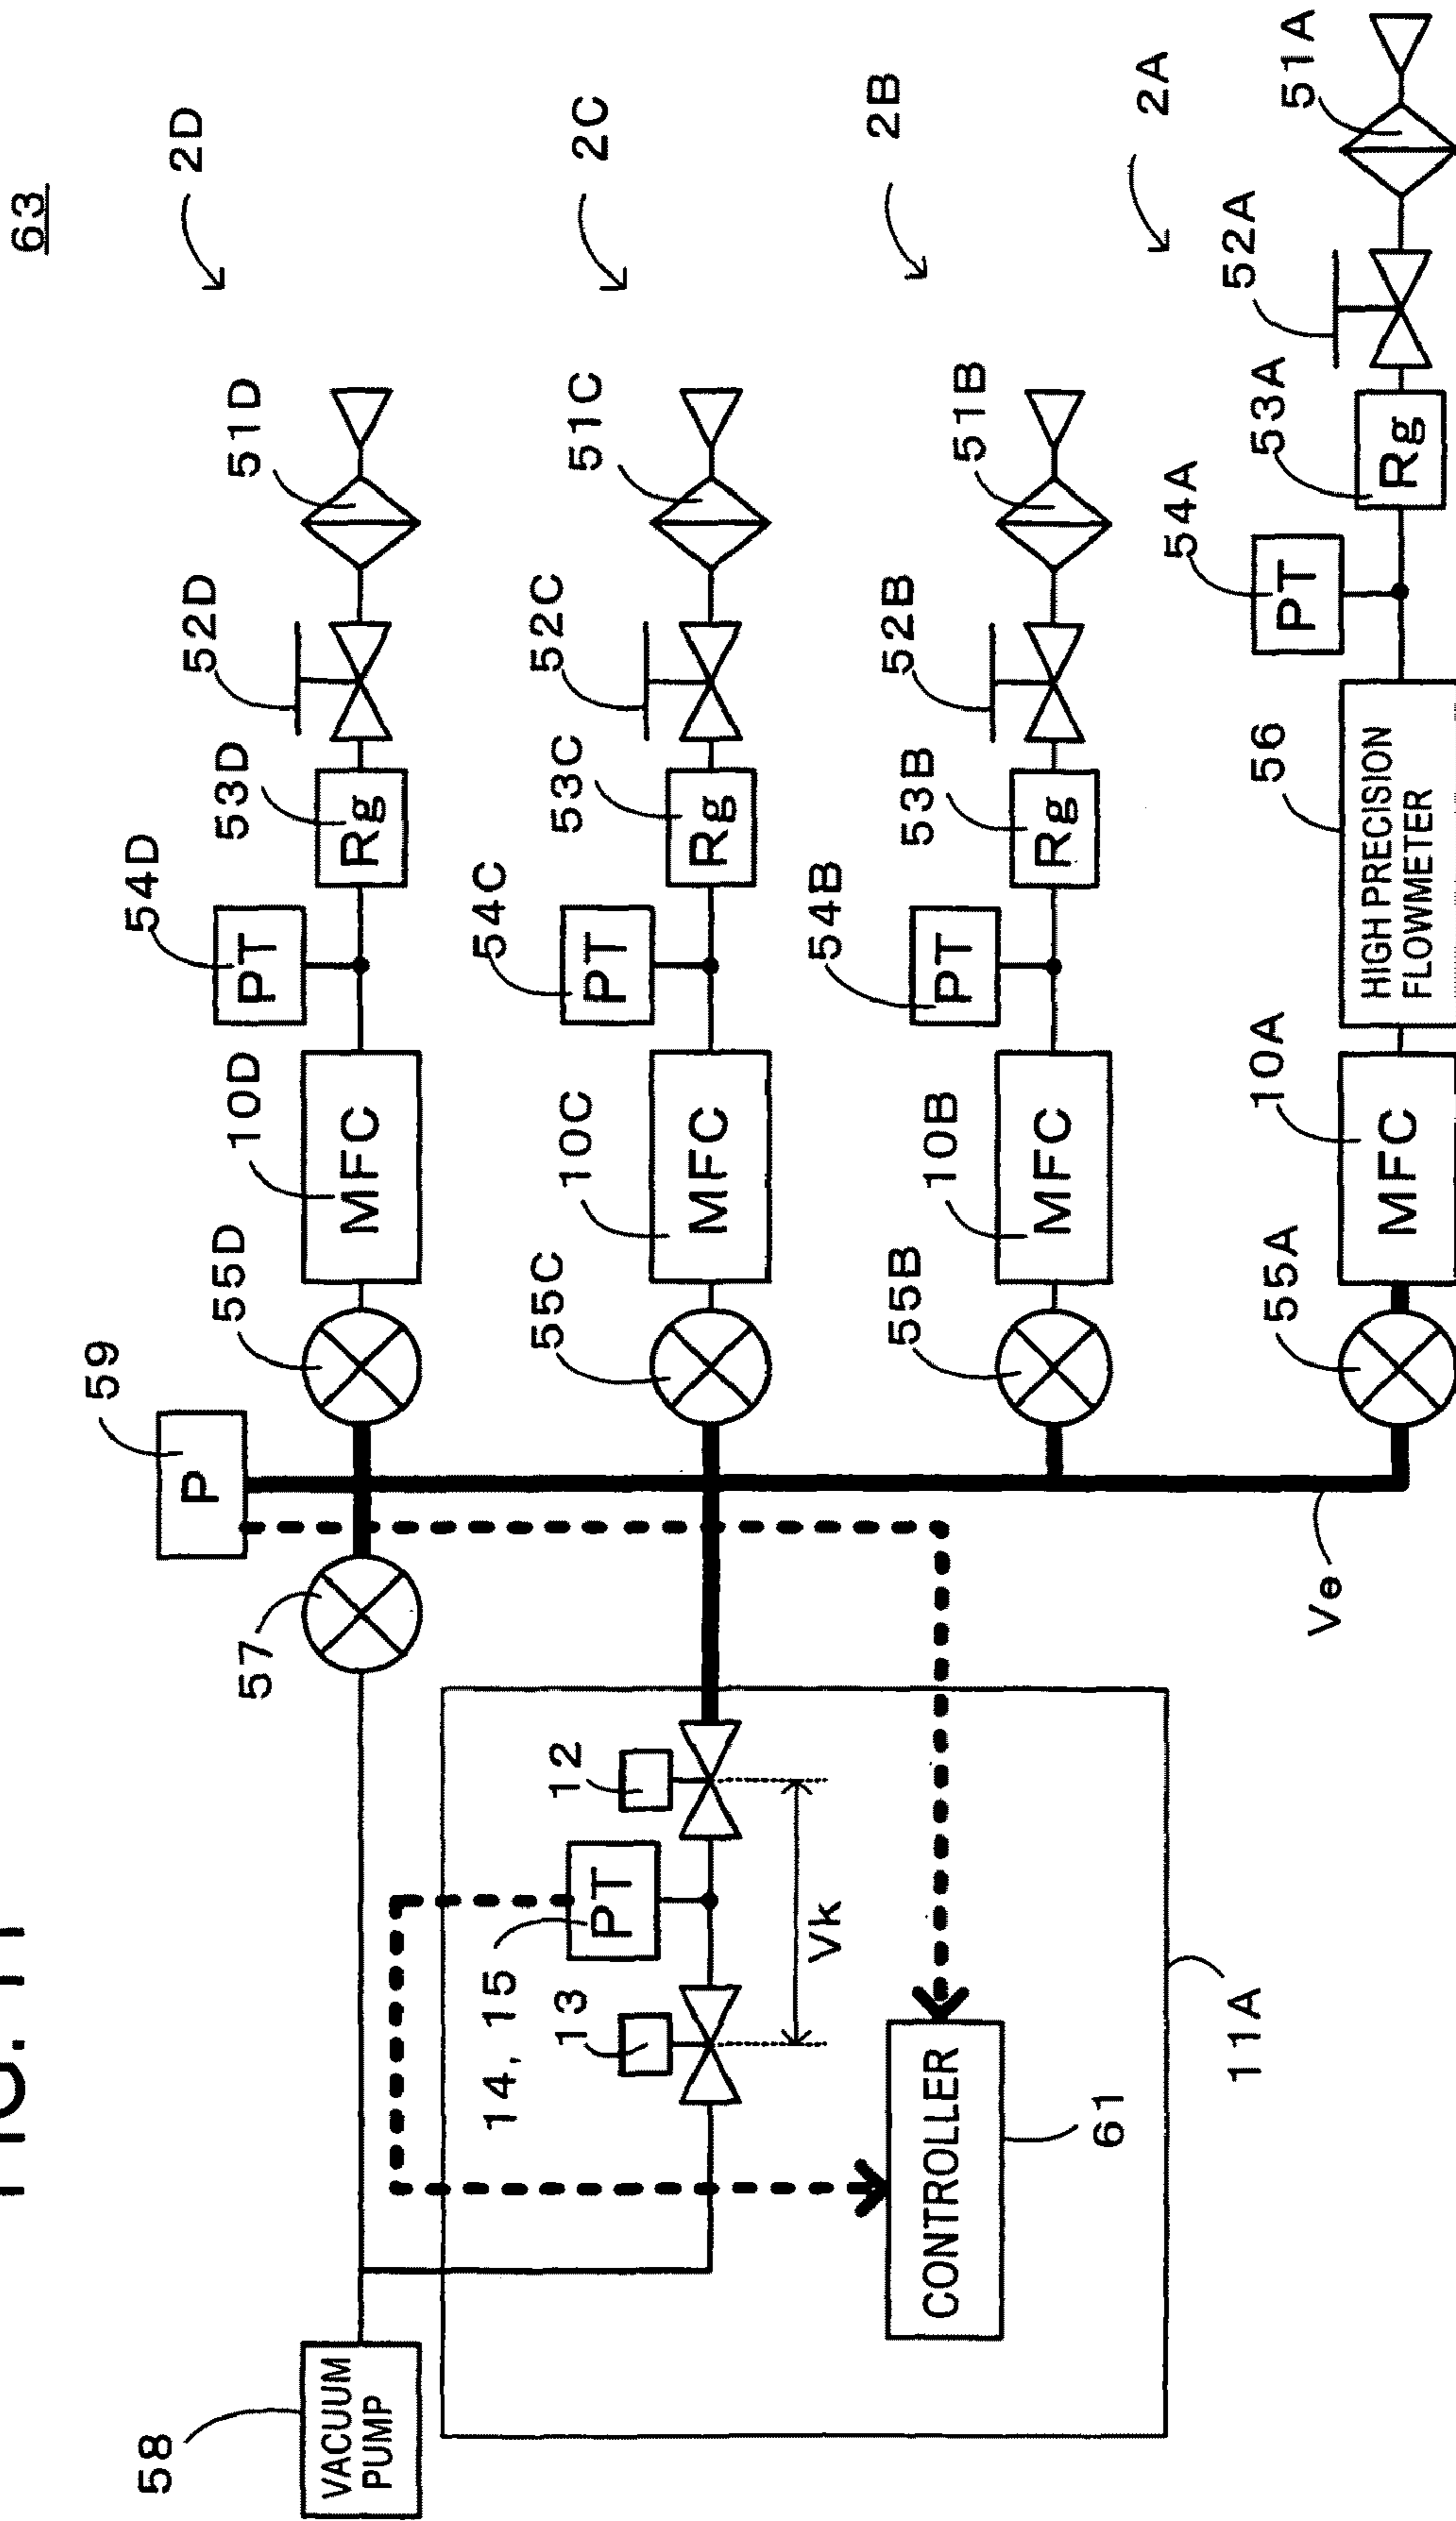 FIG. 11
63
2D
51D
52D
53D
Rg
54D
PT
10D
MFC
55D
59
P
57
58
VACUUM
PUMP
2C
51C
52C
53C
Rg
54C
PT
10C
MFC
55C
12
14, 15
PT
13
Vk
2B
51B
52B
53B
Rg
54B
PT
10B
MFC
55B
CONTROLLER
61
11A
2A
51A
52A
53A
Rg
54A
PT
56
HIGH PRECISION
FLOWMETER
10A
MFC
55A
Ve